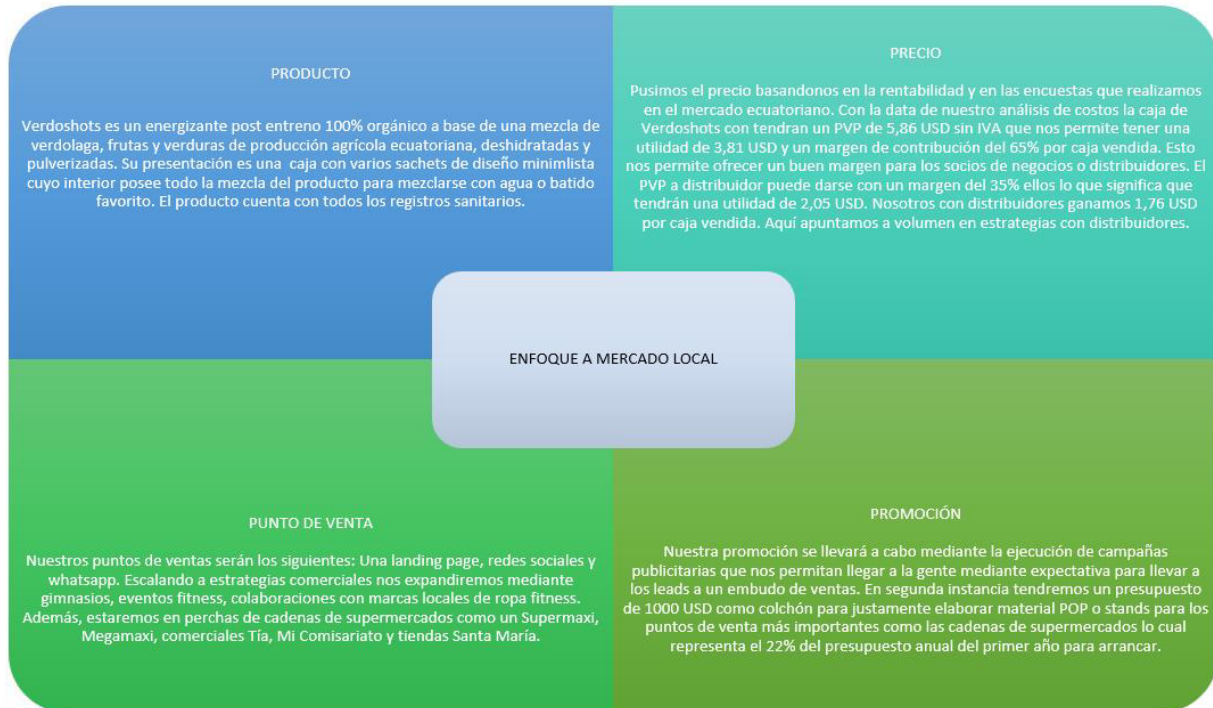 PRODUCTO
Verdoshots es un energizante post entreno 100% orgánico a base de una mezcla de
verdolaga, frutas y verduras de producción agrícola ecuatoriana, deshidratadas y
pulverizadas. Su presentación es una caja con varios sachets de diseño minimlista
cuyo interior posee todo la mezcla del producto para mezclarse con agua o batido
favorito. El producto cuenta con todos los registros sanitarios.
PRECIO
Pusimos el precio basandonos en la rentabilidad y en las encuestas que realizamos
en el mercado ecuatoriano. Con la data de nuestro análisis de costos la caja de
Verdoshots con tendran un PVP de 5,86 USD sin IVA que nos permite tener una
utilidad de 3,81 USD y un margen de contribución del 65% por caja vendida. Esto
nos permite ofrecer un buen margen para los socios de negocios o distribuidores. El
PVP a distribuidor puede darse con un margen del 35% ellos lo que significa que
tendrán una utilidad de 2,05 USD. Nosotros con distribuidores ganamos 1,76 USD
por caja vendida. Aquí apuntamos a volumen en estrategias con distribuidores.
ENFOQUE A MERCADO LOCAL
PUNTO DE VENTA
Nuestros puntos de ventas serán los siguientes: Una landing page, redes sociales y
whatsapp. Escalando a estrategias comerciales nos expandiremos mediante
gimnasios, eventos fitness, colaboraciones con marcas locales de ropa fitness.
Además, estaremos en perchas de cadenas de supermercados como un Supermaxi,
Megamaxi, comerciales Tía, Mi Comisariato y tiendas Santa María.
PROMOCIÓN
Nuestra promoción se llevará a cabo mediante la ejecución de campañas
publicitarias que nos permitan llegar a la gente mediante expectativa para llevar a
los leads a un embudo de ventas. En segunda instancia tendremos un presupuesto
de 1000 USD como colchón para justamente elaborar material POP o stands para los
puntos de venta más importantes como las cadenas de supermercados lo cual
representa el 22% del presupuesto anual del primer año para arrancar.